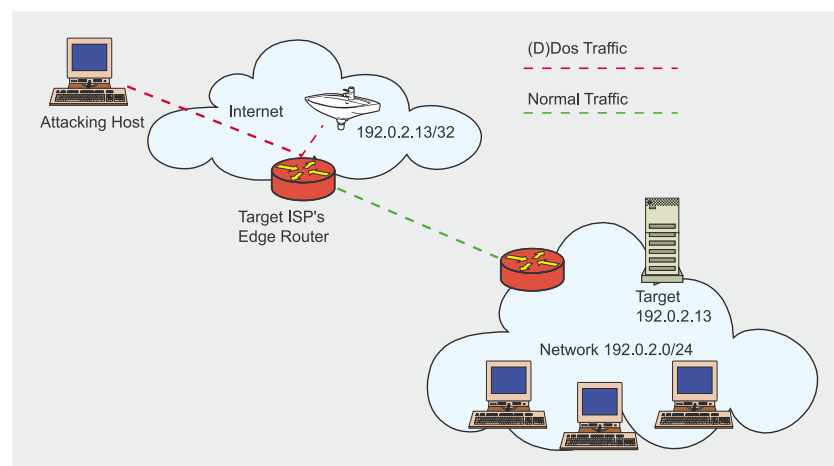 (D)Dos Traffic
Normal Traffic
Attacking Host
Internet
192.0.2.13/32
Target ISP's
Edge Router
Target
192.0.2.13
Network 192.0.2.0/24